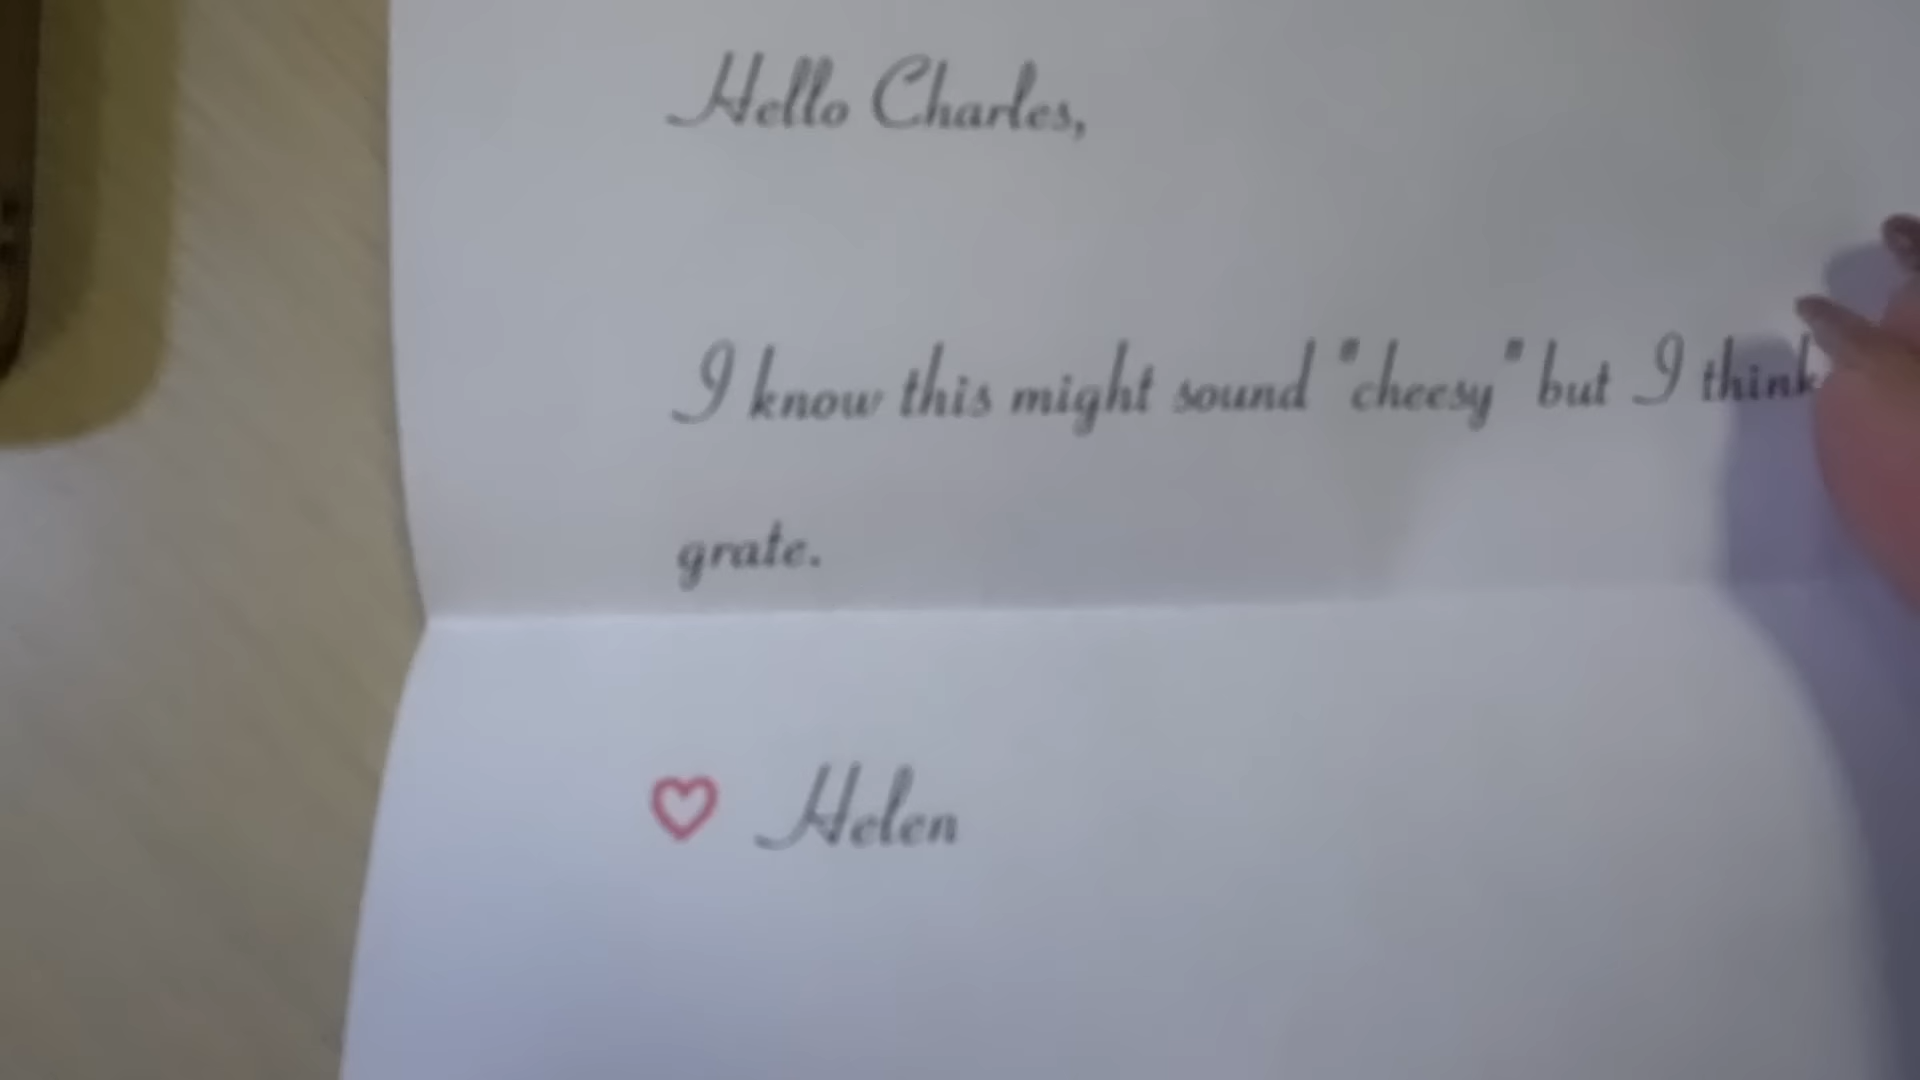 Hello Charles,
I know this might sound "cheesy" but I think
grate.
♡ Helen